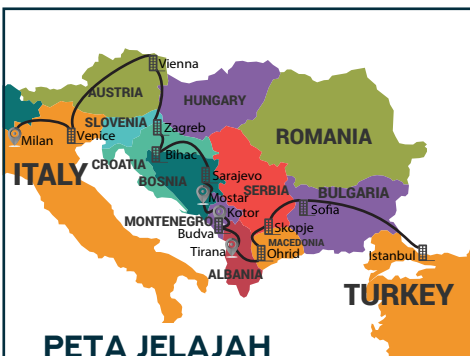 Vienna
AUSTRIA
HUNGARY
SLOVENIA
Zagreb
Milan
Venice
ROMANIA
CROATIA
Bihac
ITALY
BOSNIA
Sarajevo
SERBIA
Mostar
BULGARIA
Kotor
Sofia
MONTENEGRO
Budva
Skopje
MACEDONIA
Tirana
Ohrid
Istanbul
ALBANIA
TURKEY
PETA JELAJAH